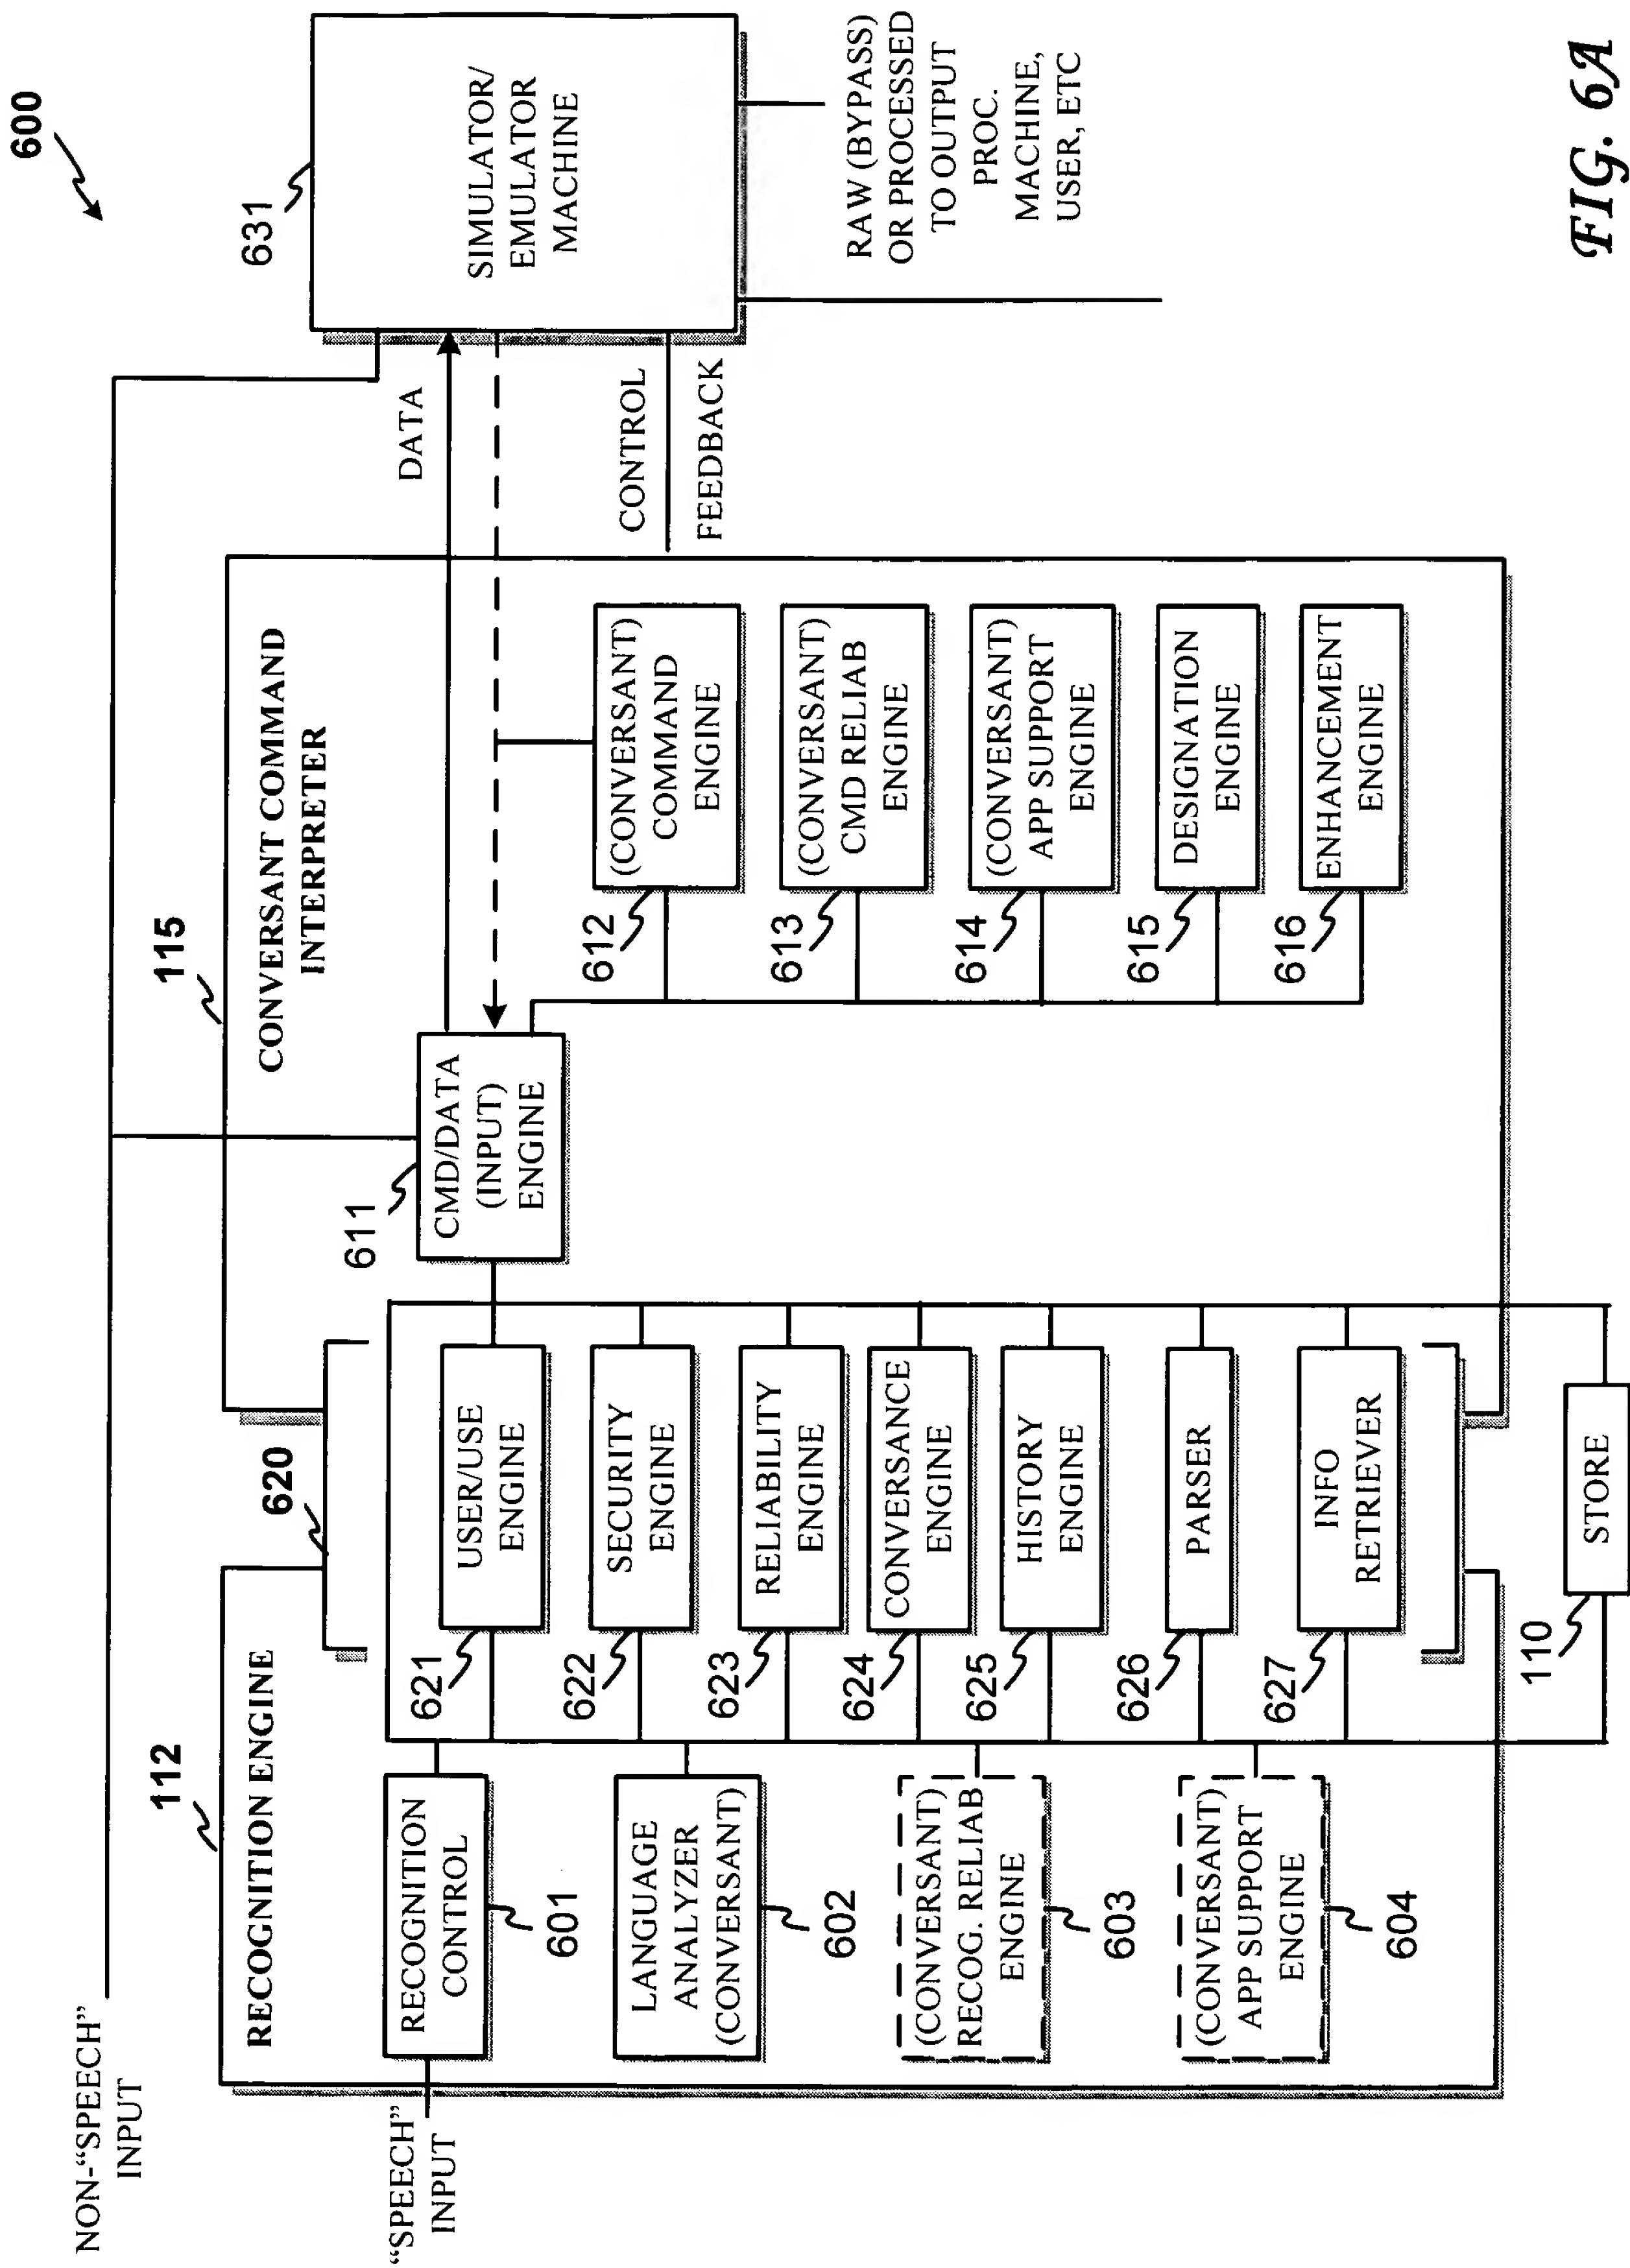 600
NON-“SPEECH”
INPUT
112
RECOGNITION ENGINE
620
115
CONVERSANT COMMAND
INTERPRETER
631
SIMULATOR/
EMULATOR
MACHINE
“SPEECH”
INPUT
RECOGNITION
CONTROL
601
LANGUAGE
ANALYZER
(CONVERSANT)
602
(CONVERSANT)
RECOG. RELIAB
ENGINE
603
(CONVERSANT)
APP SUPPORT
ENGINE
604
621
USER/USE
ENGINE
622
SECURITY
ENGINE
623
RELIABILITY
ENGINE
624
CONVERSANCE
ENGINE
625
HISTORY
ENGINE
626
PARSER
627
INFO
RETRIEVER
110
STORE
611
CMD/DATA
(INPUT)
ENGINE
612
(CONVERSANT)
COMMAND
ENGINE
613
(CONVERSANT)
CMD RELIAB
ENGINE
614
(CONVERSANT)
APP SUPPORT
ENGINE
615
DESIGNATION
ENGINE
616
ENHANCEMENT
ENGINE
DATA
CONTROL
FEEDBACK
RAW (BYPASS)
OR PROCESSED
TO OUTPUT
PROC.
MACHINE,
USER, ETC
FIG. 6A